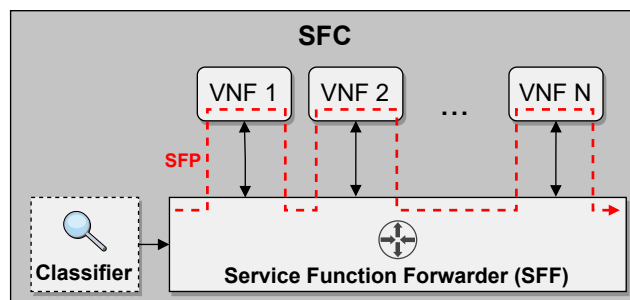 SFC
VNF 1
VNF 2
...
VNF N
SFP
Classifier
Service Function Forwarder (SFF)